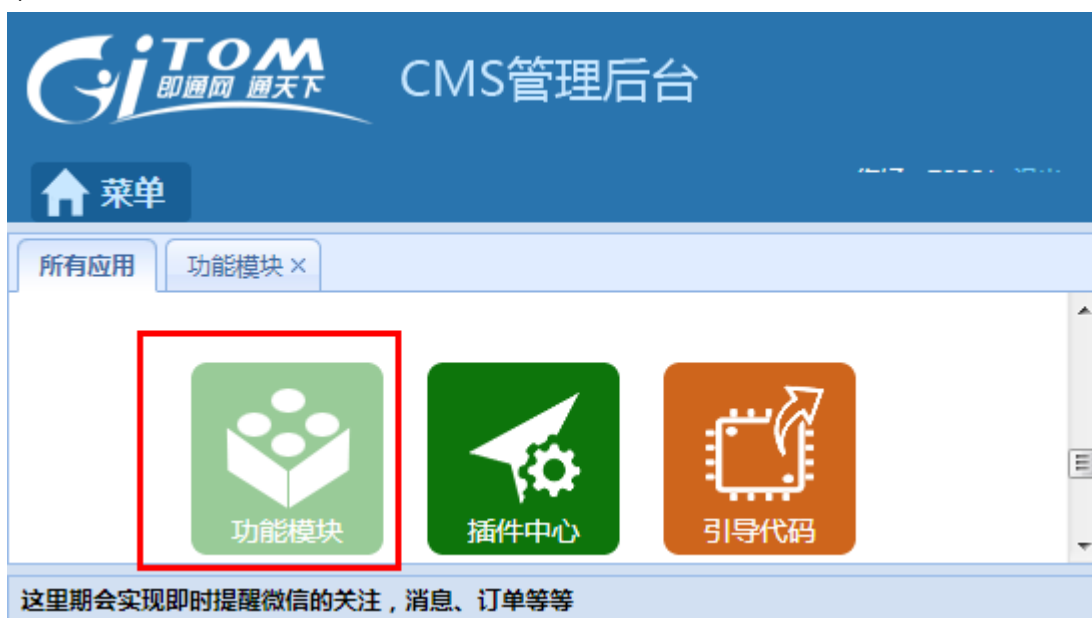 GiTOM
即通网 通天下
CMS管理后台
菜单
所有应用 功能模块 ×
功能模块 插件中心 引导代码
这里期会实现即时提醒微信的关注，消息、订单等等